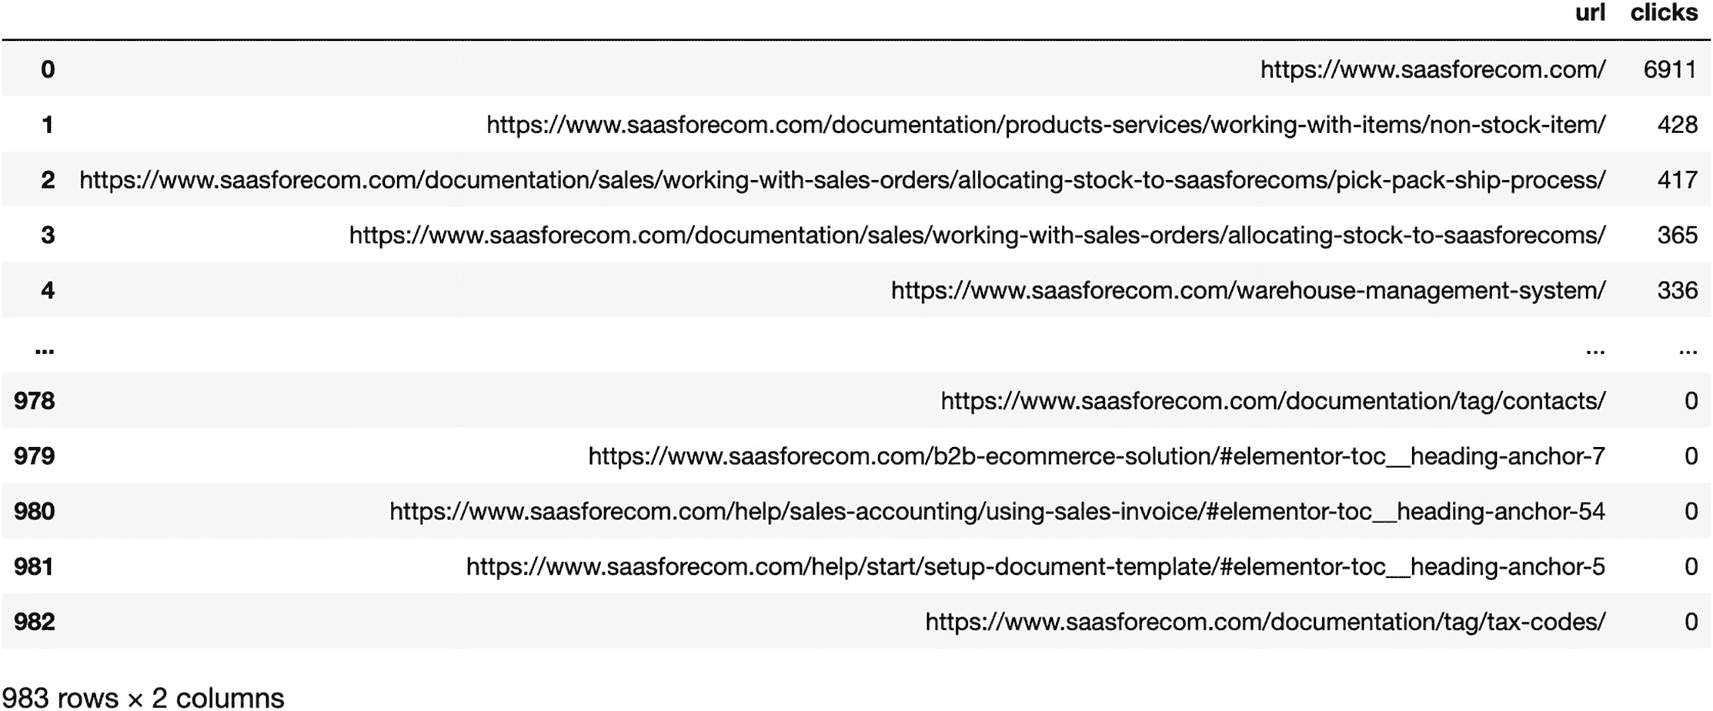 url clicks
0 https://www.saasforecom.com/ 6911
1 https://www.saasforecom.com/documentation/products-services/working-with-items/non-stock-item/ 428
2 https://www.saasforecom.com/documentation/sales/working-with-sales-orders/allocating-stock-to-saasforecoms/pick-pack-ship-process/ 417
3 https://www.saasforecom.com/documentation/sales/working-with-sales-orders/allocating-stock-to-saasforecoms/ 365
4 https://www.saasforecom.com/warehouse-management-system/ 336
... ... ...
978 https://www.saasforecom.com/documentation/tag/contacts/ 0
979 https://www.saasforecom.com/b2b-ecommerce-solution/#elementor-toc__heading-anchor-7 0
980 https://www.saasforecom.com/help/sales-accounting/using-sales-invoice/#elementor-toc__heading-anchor-54 0
981 https://www.saasforecom.com/help/start/setup-document-template/#elementor-toc__heading-anchor-5 0
982 https://www.saasforecom.com/documentation/tag/tax-codes/ 0
983 rows × 2 columns